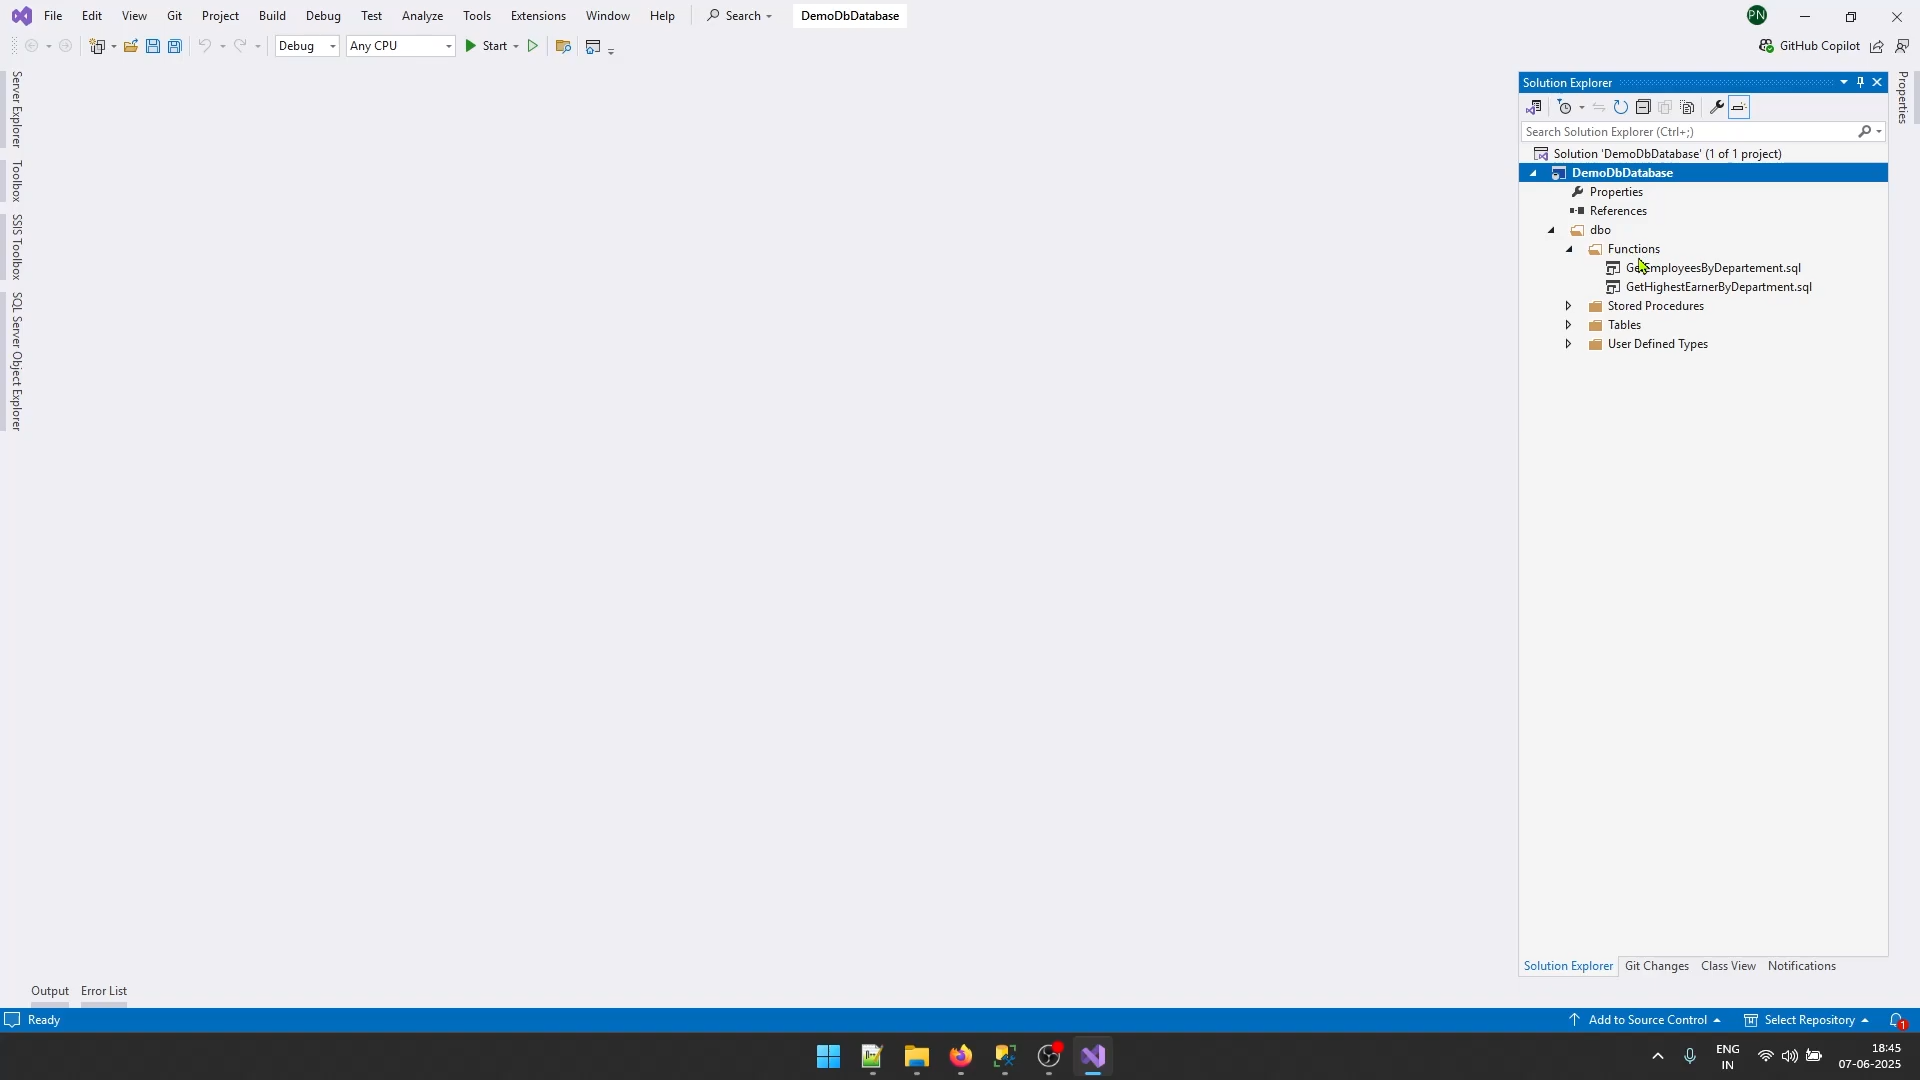 File Edit View Git Project Build Debug Test Analyze Tools Extensions Window Help Search DemoDbDatabase PN
Debug Any CPU Start GitHub Copilot
Server Explorer
Toolbox
SSIS Toolbox
SQL Server Object Explorer
Solution Explorer
Search Solution Explorer (Ctrl+;)
Solution 'DemoDbDatabase' (1 of 1 project)
DemoDbDatabase
Properties
References
dbo
Functions
GetEmployeesByDepartement.sql
GetHighestEarnerByDepartment.sql
Stored Procedures
Tables
User Defined Types
Properties
Solution Explorer Git Changes Class View Notifications
Output Error List
Ready Add to Source Control Select Repository 1
ENG
IN
18:45
07-06-2025